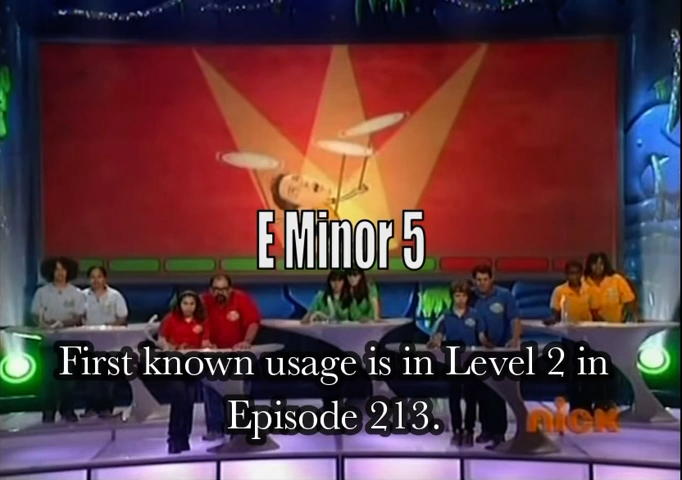 E Minor 5
First known usage is in Level 2 in
Episode 213.
nick